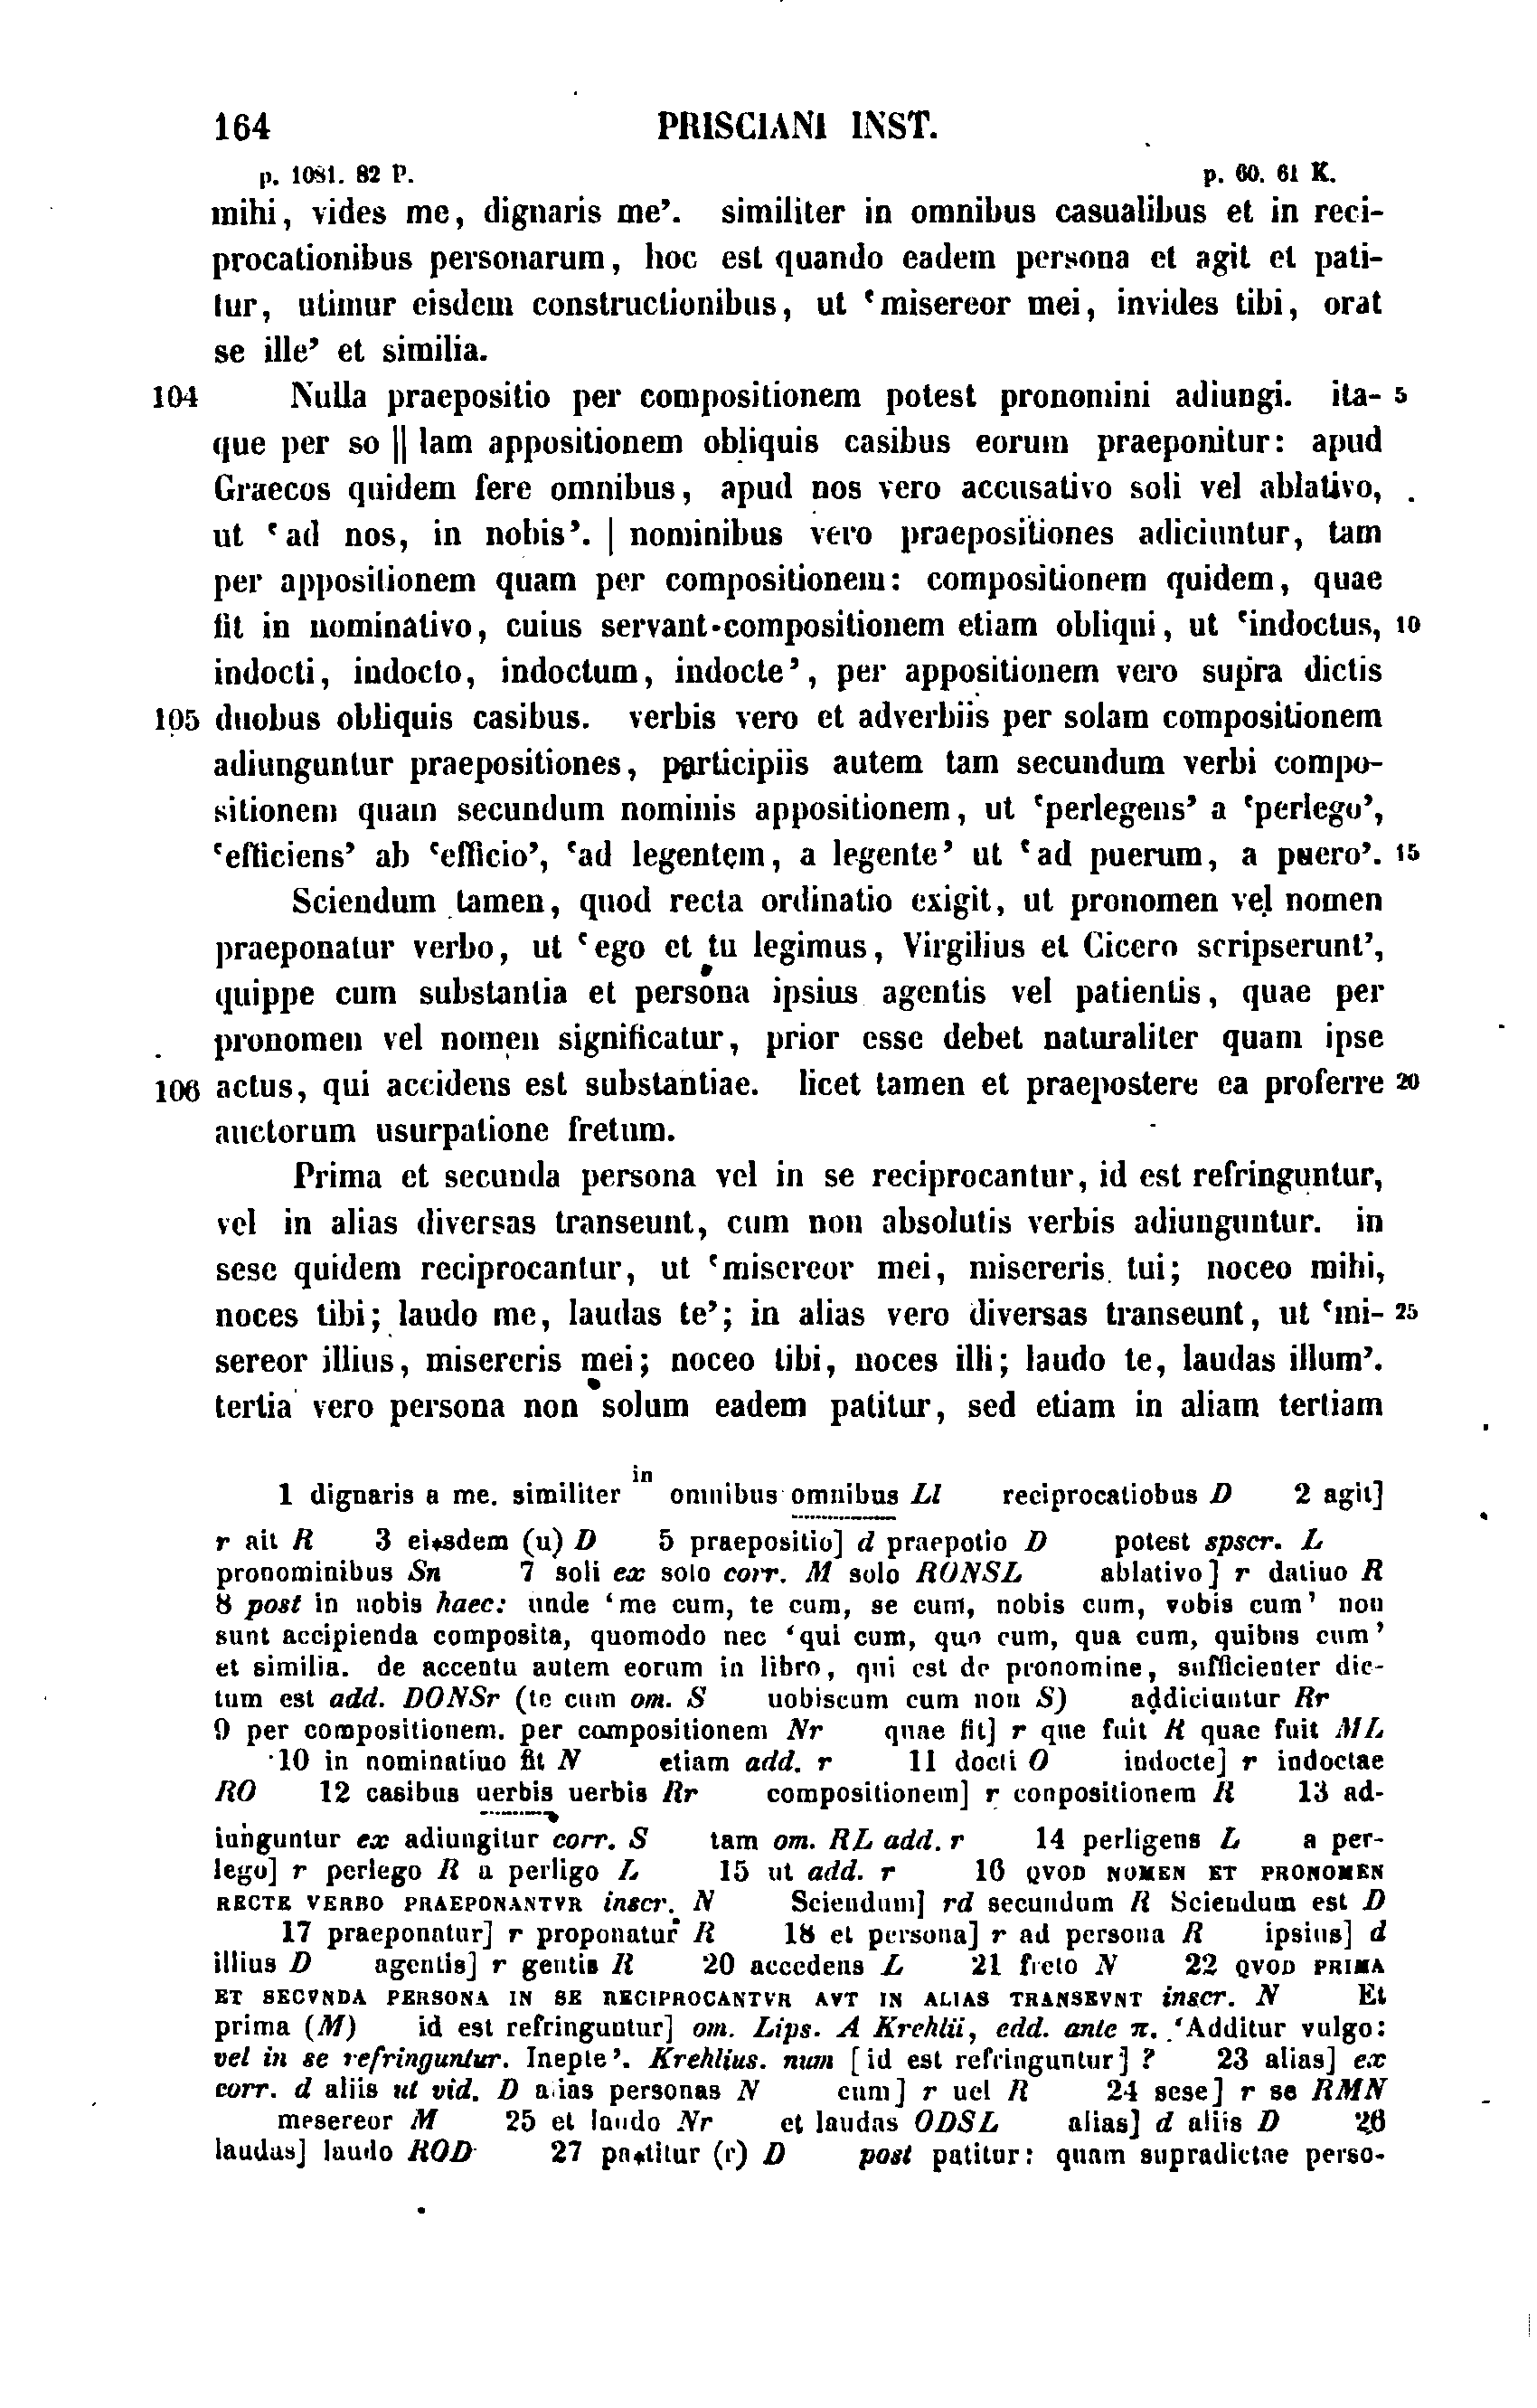 164 PRISCIANI INST.
p. 1081. 82 P. p. 60. 61 K.
mihi, vides me, dignaris me’. similiter in omnibus casualibus et in reci-
procationibus personarum, hoc est quando eadem persona et agit et pati-
tur, utimur eisdem constructionibus, ut ‘misereor mei, invides tibi, orat
se ille’ et similia.
104 Nulla praepositio per compositionem potest pronomini adiungi. ita- 5
que per so || lam appositionem obliquis casibus eorum praeponitur: apud
Graecos quidem fere omnibus, apud nos vero accusativo soli vel ablativo,
ut ‘ad nos, in nobis’. | nominibus vero praepositiones adiciuntur, tam
per appositionem quam per compositionem: compositionem quidem, quae
fit in nominativo, cuius servant compositionem etiam obliqui, ut ‘indoctus, 10
indocti, indocto, indoctum, indocte’, per appositionem vero supra dictis
105 duobus obliquis casibus. verbis vero et adverbiis per solam compositionem
adiunguntur praepositiones, participiis autem tam secundum verbi compo-
sitionem quam secundum nominis appositionem, ut ‘perlegens’ a ‘perlego’,
‘efficiens’ ab ‘efficio’, ‘ad legentem, a legente’ ut ‘ad puerum, a puero’. 15
Sciendum tamen, quod recta ordinatio exigit, ut pronomen vel nomen
praeponatur verbo, ut ‘ego et tu legimus, Virgilius et Cicero scripserunt’,
quippe cum substantia et persona ipsius agentis vel patientis, quae per
pronomen vel nomen significatur, prior esse debet naturaliter quam ipse
106 actus, qui accidens est substantiae. licet tamen et praepostere ea proferre 20
auctorum usurpatione fretum.
Prima et secunda persona vel in se reciprocantur, id est refringuntur,
vel in alias diversas transeunt, cum non absolutis verbis adiunguntur. in
sese quidem reciprocantur, ut ‘misereor mei, misereris tui; noceo mihi,
noces tibi; laudo me, laudas te’; in alias vero diversas transeunt, ut ‘mi- 25
sereor illius, misereris mei; noceo tibi, noces illi; laudo te, laudas illum’.
tertia vero persona non solum eadem patitur, sed etiam in aliam tertiam
in
1 dignaris a me. similiter omnibus omnibus Ll reciprocatiobus D 2 agit]
r ait R 3 ei*sdem (u) D 5 praepositio] d praepotio D potest spscr. L
pronominibus Sn 7 soli ex solo corr. M solo RONSL ablativo] r datiuo R
8 post in nobis haec: unde ‘me cum, te cum, se cum, nobis cum, vobis cum’ non
sunt accipienda composita, quomodo nec ‘qui cum, quo cum, qua cum, quibus cum’
et similia. de accentu autem eorum in libro, qui est de pronomine, sufficienter dic-
tum est add. DONSr (te cum om. S uobiscum cum non S) addiciuntur Rr
9 per compositionem. per compositionem Nr quae fit] r que fuit R quae fuit ML
10 in nominatiuo fit N etiam add. r 11 docti O indocte] r indoctae
RO 12 casibus uerbis uerbis Rr compositionem] r conpositionem R 13 ad-
iunguntur ex adiungitur corr. S tam om. RL add. r 14 perligens L a per-
lego] r perlego R a perligo L 15 ut add. r 16 QVOD NOMEN ET PRONOMEN
RECTE VERBO PRAEPONANTVR inscr. N Sciendum] rd secundum R Sciendum est D
17 praeponatur] r proponatur R 18 et persona] r ad persona R ipsius] d
illius D agentis] r gentis R 20 accedens L 21 freto N 22 QVOD PRIMA
ET SECVNDA PERSONA IN SE RECIPROCANTVR AVT IN ALIAS TRANSEVNT inscr. N Et
prima (M) id est refringuntur] om. Lips. A Krehlii, edd. ante π. ‘Additur vulgo:
vel in se refringuntur. Inepte’. Krehlius. num [id est refringuntur] ? 23 alias] ex
corr. d aliis ut vid. D alias personas N cum] r uel R 24 sese] r se RMN
mesereor M 25 et laudo Nr et laudas ODSL alias] d aliis D 26
laudas] laudo ROD 27 pa*titur (r) D post patitur: quam supradictae perso-